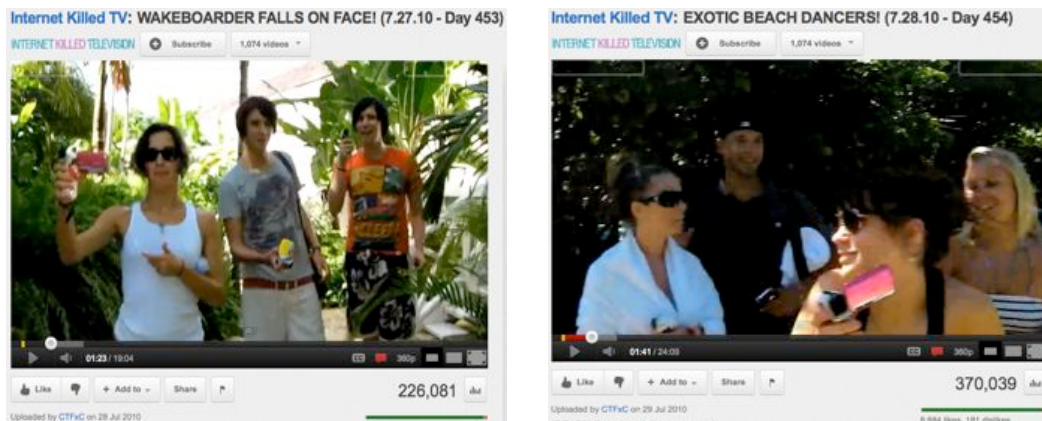 Internet Killed TV: WAKEBOARDER FALLS ON FACE! (7.27.10 - Day 453)
INTERNET KILLED TELEVISION Subscribe 1,074 videos
01:23 / 19:04 CC 360p
Like + Add to Share
226,081
Uploaded by CTFxC on 28 Jul 2010
Internet Killed TV: EXOTIC BEACH DANCERS! (7.28.10 - Day 454)
INTERNET KILLED TELEVISION Subscribe 1,074 videos
01:41 / 24:09 CC 360p
Like + Add to Share
370,039
Uploaded by CTFxC on 29 Jul 2010